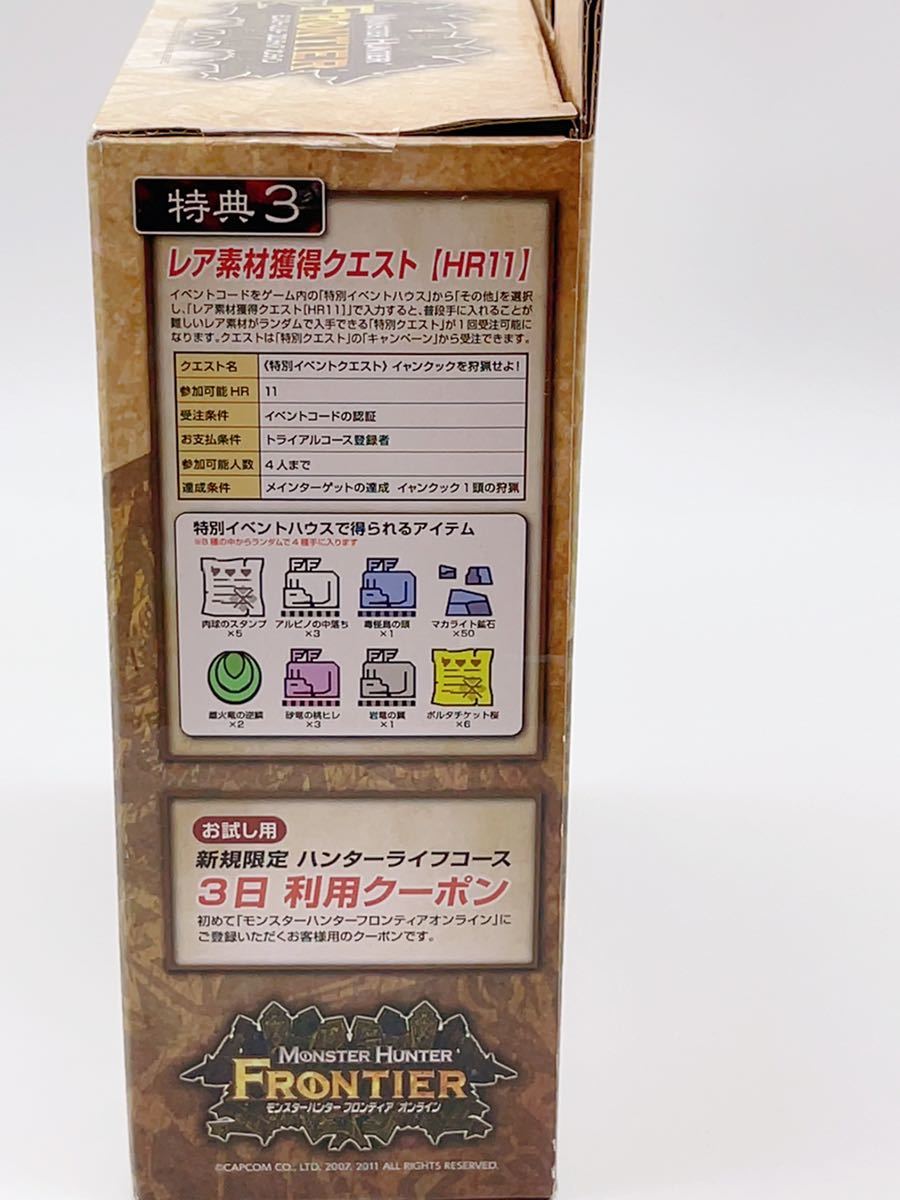 MONSTER HUNTER
FRONTIER
特典3
レア素材獲得クエスト【HR11】
イベントコードをゲーム内の「特別イベントハウス」から「その他」を選択
し、「レア素材獲得クエスト[HR11]」で入力すると、普段手に入れることが
難しいレア素材がランダムで入手できる「特別クエスト」が1回受注可能に
なります。クエストは「特別クエスト」の「キャンペーン」から受注できます。
クエスト名 〈特別イベントクエスト〉イャンクックを狩猟せよ!
参加可能HR 11
受注条件 イベントコードの認証
お支払条件 トライアルコース登録者
参加可能人数 4人まで
達成条件 メインターゲットの達成 イャンクック1頭の狩猟
特別イベントハウスで得られるアイテム
※8種の中からランダムで4種手に入ります
肉球のスタンプ アルビノの中落ち 毒怪鳥の頭 マカライト鉱石
×5 ×3 ×1 ×50
雌火竜の逆鱗 砂竜の桃ヒレ 岩竜の翼 ポルタチケット桜
×2 ×3 ×1 ×6
お試し用
新規限定 ハンターライフコース
3日 利用クーポン
初めて「モンスターハンターフロンティアオンライン」に
ご登録いただくお客様用のクーポンです。
MONSTER HUNTER
FRONTIER
モンスターハンター フロンティア オンライン
©CAPCOM CO., LTD. 2007, 2011 ALL RIGHTS RESERVED.